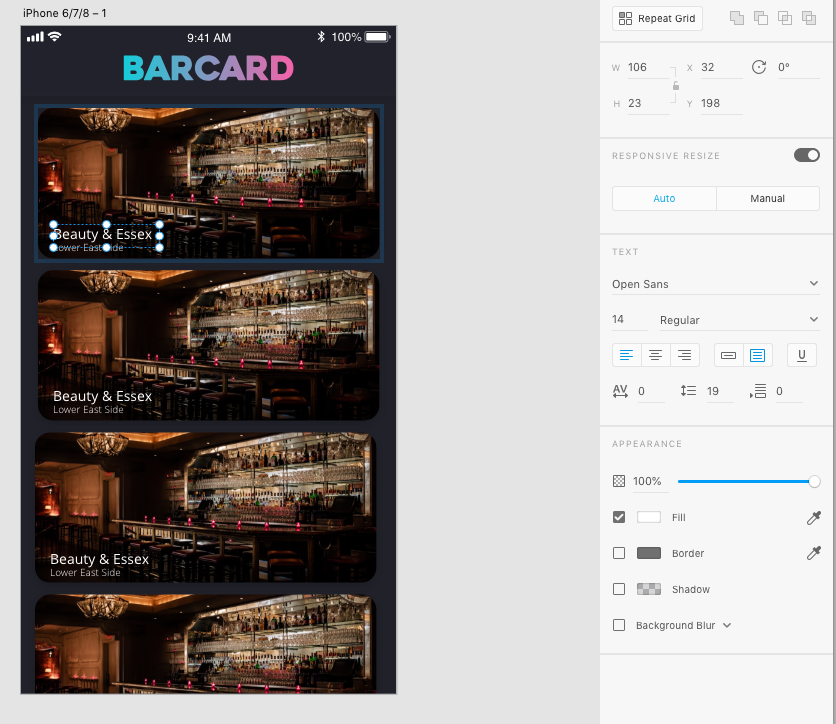 iPhone 6/7/8 – 1
9:41 AM
100%
BARCARD
Beauty & Essex
Lower East Side
Beauty & Essex
Lower East Side
Beauty & Essex
Lower East Side
Repeat Grid
W 106 X 32 0°
H 23 Y 198
RESPONSIVE RESIZE
Auto Manual
TEXT
Open Sans
14 Regular
U
AV 0 19 0
APPEARANCE
100%
Fill
Border
Shadow
Background Blur